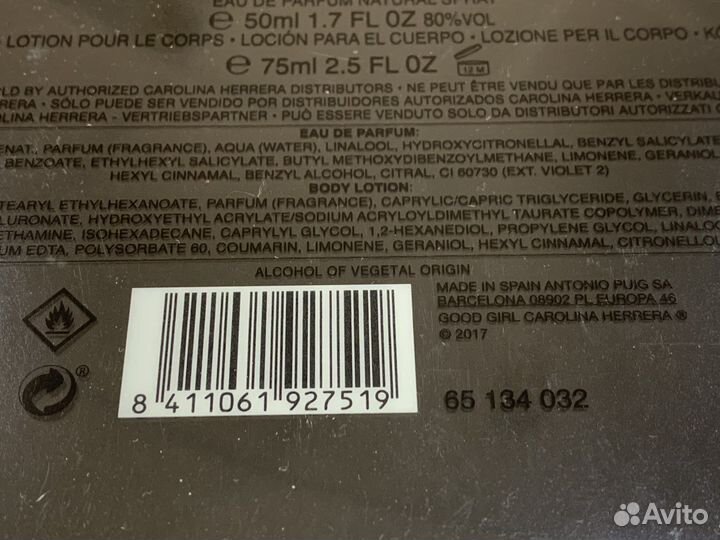 EAU DE PARFUM NATURAL SPRAY
℮ 50ml 1.7 FL OZ 80%VOL
LOTION POUR LE CORPS · LOCIÓN PARA EL CUERPO · LOZIONE PER IL CORPO ·
℮ 75ml 2.5 FL OZ 12 M
BY AUTHORIZED CAROLINA HERRERA DISTRIBUTORS · NE PEUT ÊTRE VENDU QUE PAR LES
· SÓLO PUEDE SER VENDIDO POR DISTRIBUIDORES AUTORIZADOS CAROLINA HERRERA ·
HERRERA - VERTRIEBSPARTNER · PUÒ ESSERE VENDUTO SOLO DA DISTRIBUTORI AUTORIZZATI
EAU DE PARFUM:
PARFUM (FRAGRANCE), AQUA (WATER), LINALOOL, HYDROXYCITRONELLAL, BENZYL SALICYLATE,
BENZOATE, ETHYLHEXYL SALICYLATE, BUTYL METHOXYDIBENZOYLMETHANE, LIMONENE, GERANIOL,
HEXYL CINNAMAL, BENZYL ALCOHOL, CITRAL, CI 60730 (EXT. VIOLET 2)
BODY LOTION:
ETHYLHEXANOATE, PARFUM (FRAGRANCE), CAPRYLIC/CAPRIC TRIGLYCERIDE, GLYCERIN,
HYDROXYETHYL ACRYLATE/SODIUM ACRYLOYLDIMETHYL TAURATE COPOLYMER,
ISOHEXADECANE, CAPRYLYL GLYCOL, 1,2-HEXANEDIOL, PROPYLENE GLYCOL,
EDTA, POLYSORBATE 60, COUMARIN, LIMONENE, GERANIOL, HEXYL CINNAMAL,
ALCOHOL OF VEGETAL ORIGIN
MADE IN SPAIN ANTONIO PUIG SA
BARCELONA 08902 PL EUROPA 46
GOOD GIRL CAROLINA HERRERA ®
© 2017
®
8 411061 927519
65 134 032
Avito